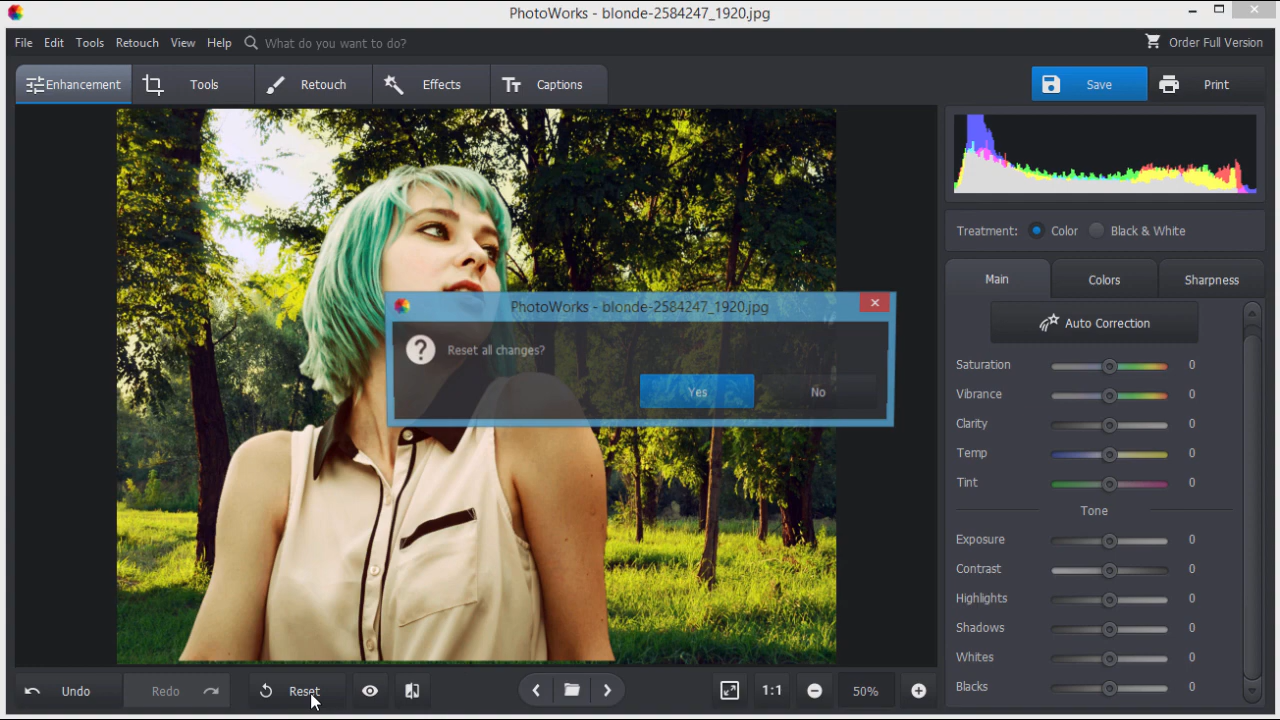 PhotoWorks - blonde-2584247_1920.jpg
File Edit Tools Retouch View Help What do you want to do? Order Full Version
Enhancement Tools Retouch Effects Captions Save Print
Treatment: Color Black & White
Main Colors Sharpness
Auto Correction
Saturation 0
Vibrance 0
Clarity 0
Temp 0
Tint 0
Tone
Exposure 0
Contrast 0
Highlights 0
Shadows 0
Whites 0
Blacks 0
PhotoWorks - blonde-2584247_1920.jpg
Reset all changes?
Yes No
Undo Redo Reset 1:1 50%